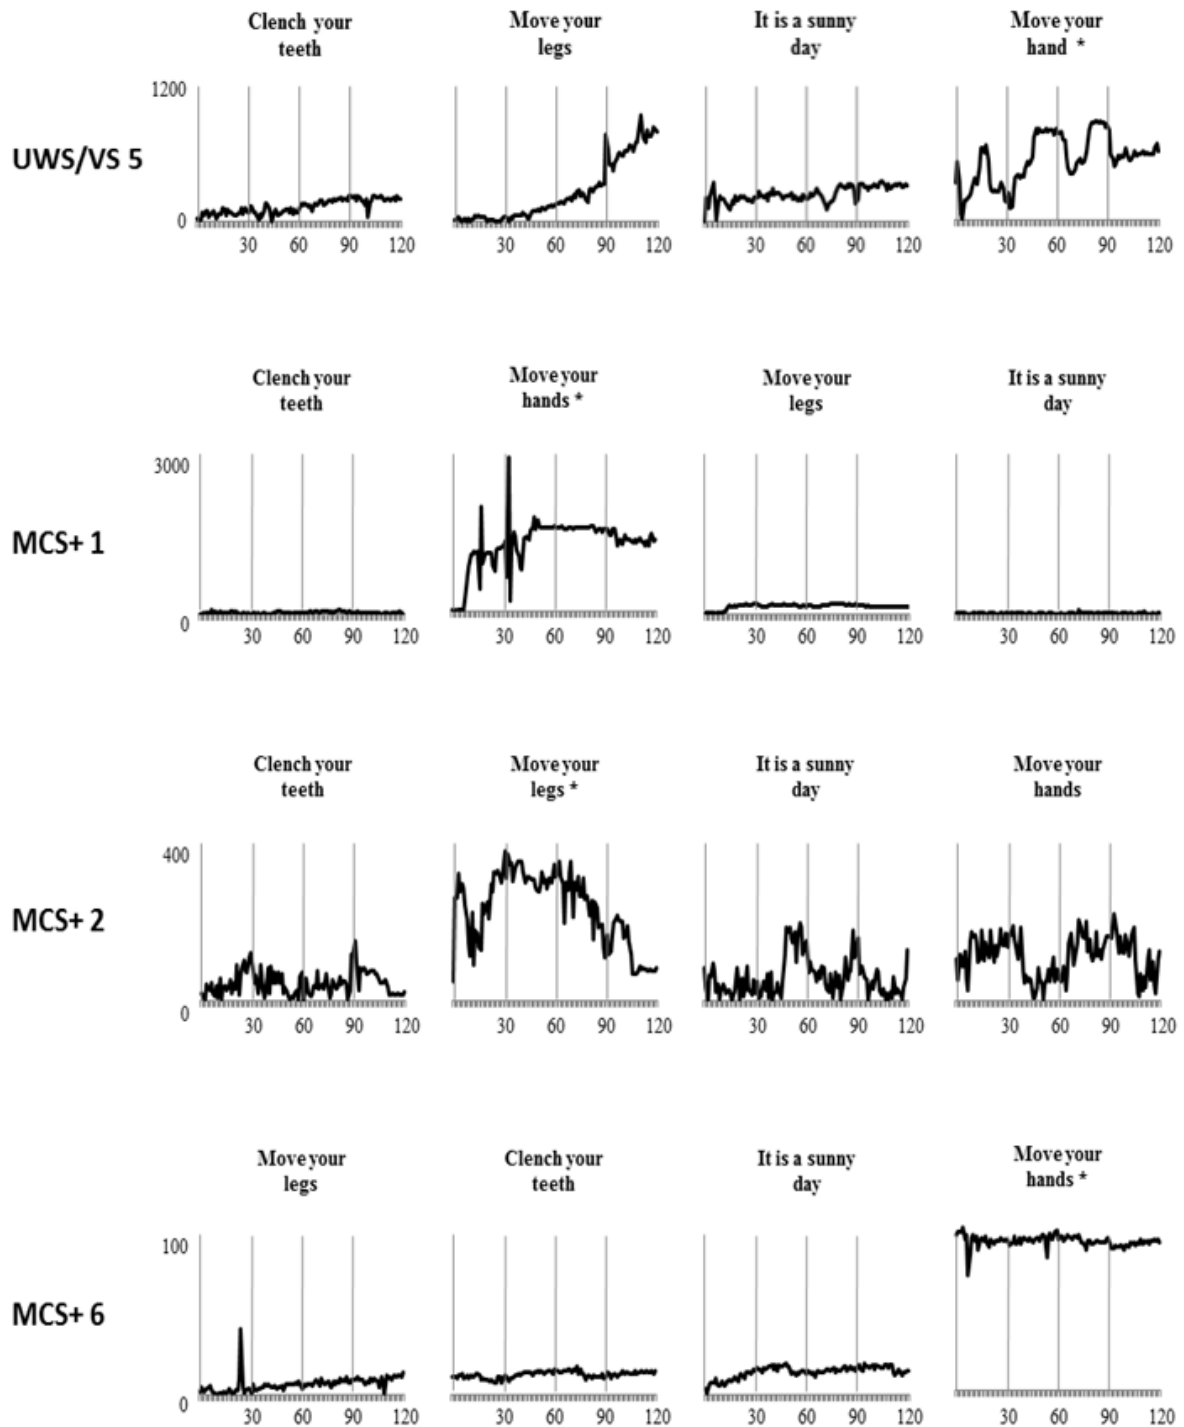 Clench your Move your It is a sunny Move your
teeth legs day hand *
1200
UWS/VS 5
0
30 60 90 120 30 60 90 120 30 60 90 120 30 60 90 120
Clench your Move your Move your It is a sunny
teeth hands * legs day
3000
MCS+ 1
0
30 60 90 120 30 60 90 120 30 60 90 120 30 60 90 120
Clench your Move your It is a sunny Move your
teeth legs * day hands
400
MCS+ 2
0
30 60 90 120 30 60 90 120 30 60 90 120 30 60 90 120
Move your Clench your It is a sunny Move your
legs teeth day hands *
100
MCS+ 6
0
30 60 90 120 30 60 90 120 30 60 90 120 30 60 90 120